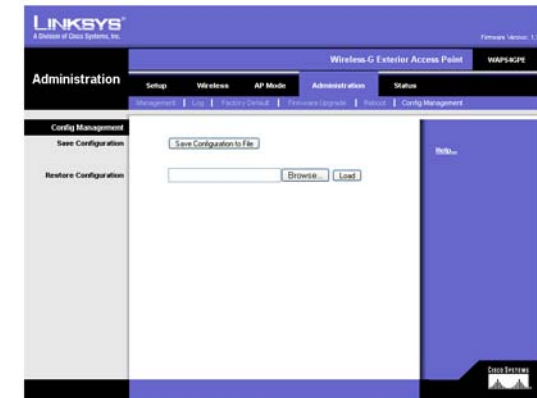 LINKSYS®
A Division of Cisco Systems, Inc.
Firmware Version: 1.
Wireless-G Exterior Access Point
WAP54GPE
Administration
Setup
Wireless
AP Mode
Administration
Status
Management | Log | Factory Default | Firmware Upgrade | Reboot | Config Management
Config Management
Save Configuration
Save Configuration to File
Help...
Restore Configuration
Browse...
Load
CISCO SYSTEMS